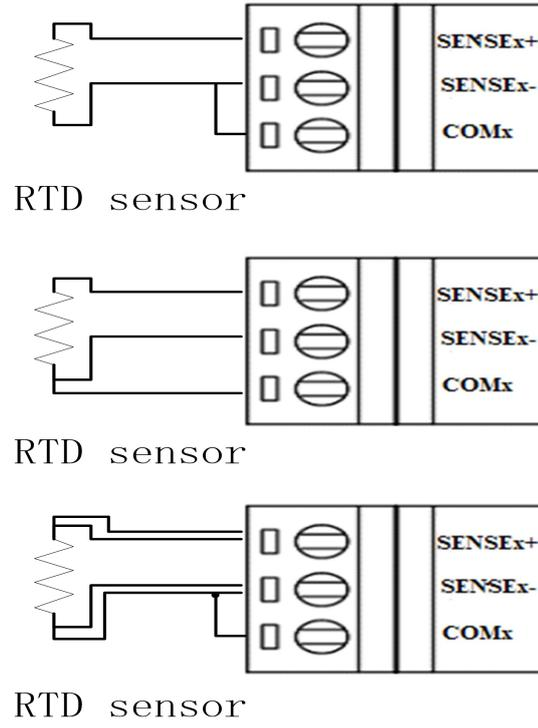 SENSEx+
SENSEx-
COMx
RTD sensor
SENSEx+
SENSEx-
COMx
RTD sensor
SENSEx+
SENSEx-
COMx
RTD sensor